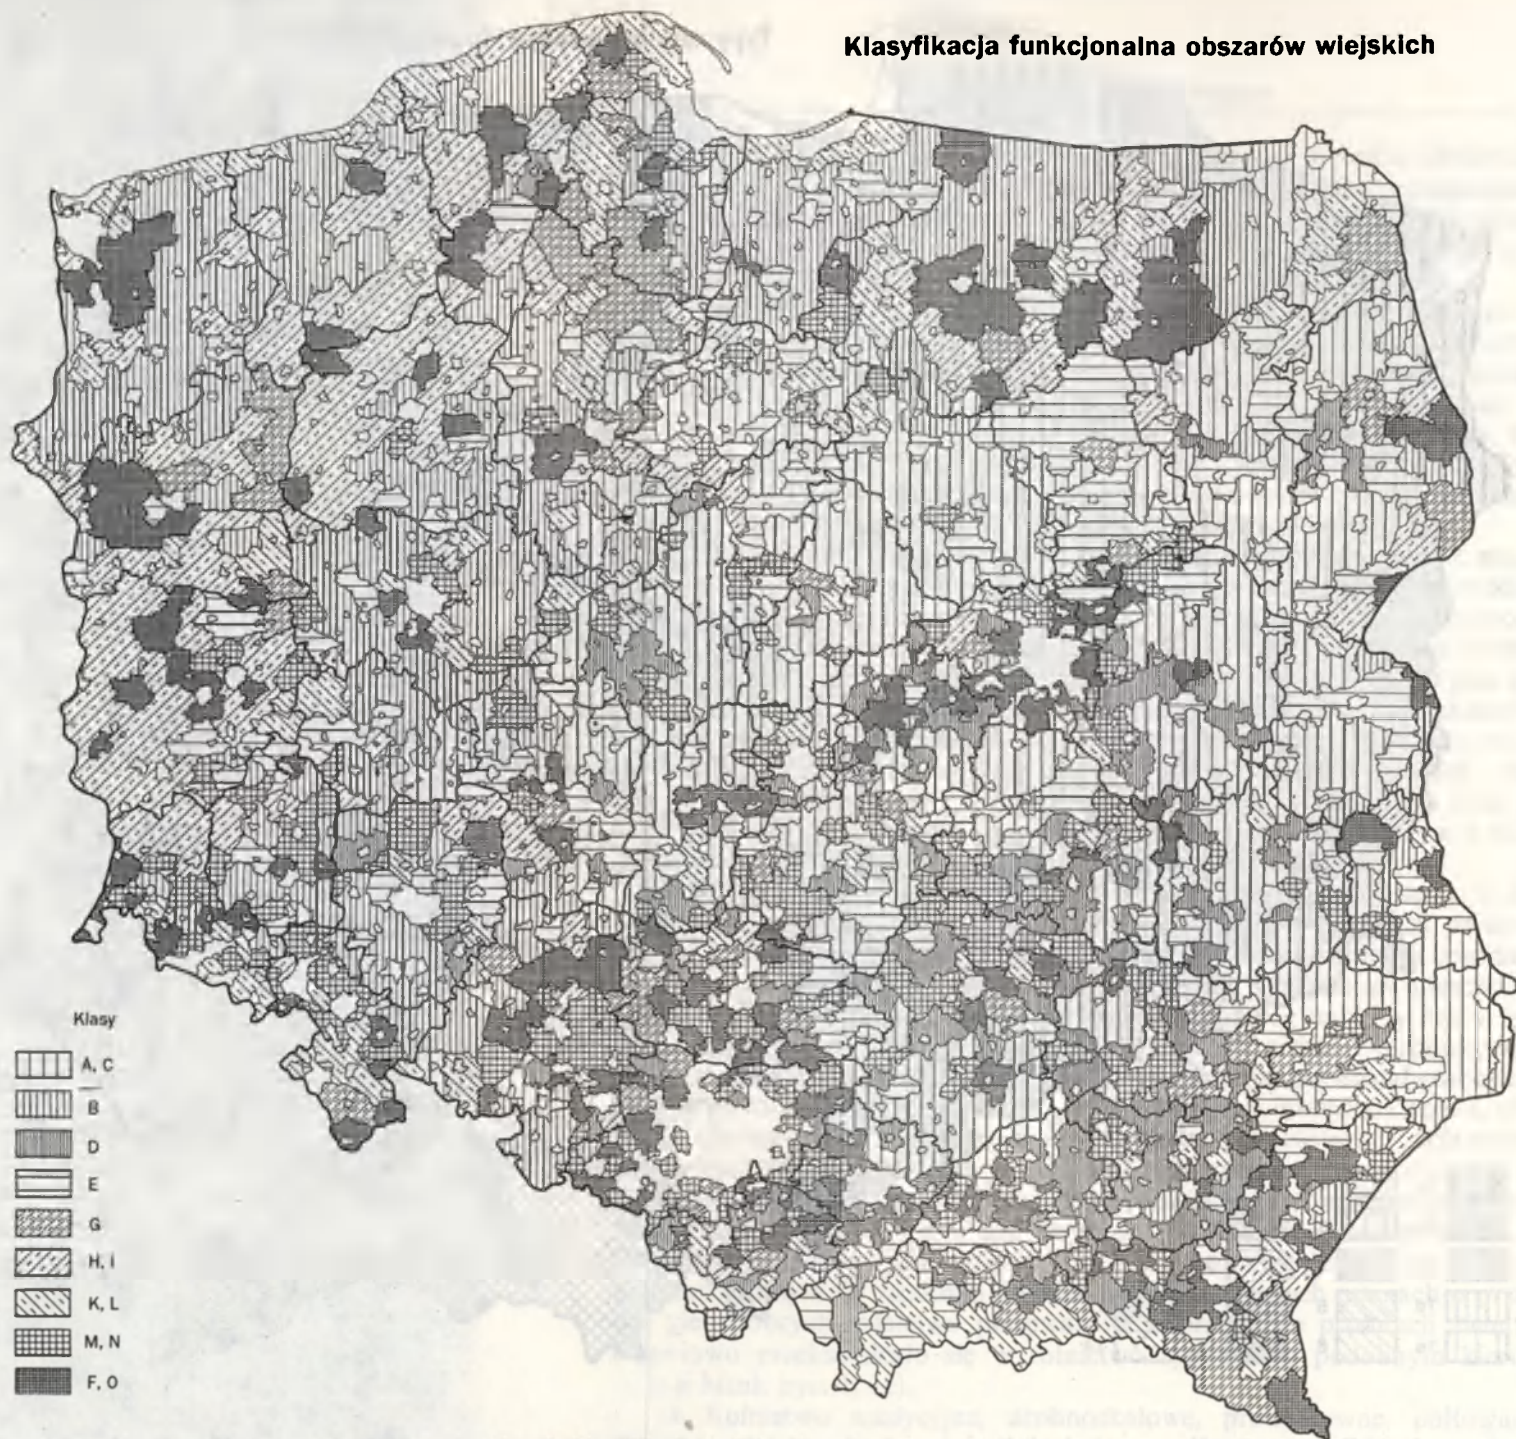 Klasyfikacja funkcjonalna obszarów wiejskich
Klasy
A, C
B
D
E
G
H, I
K, L
M, N
F, O